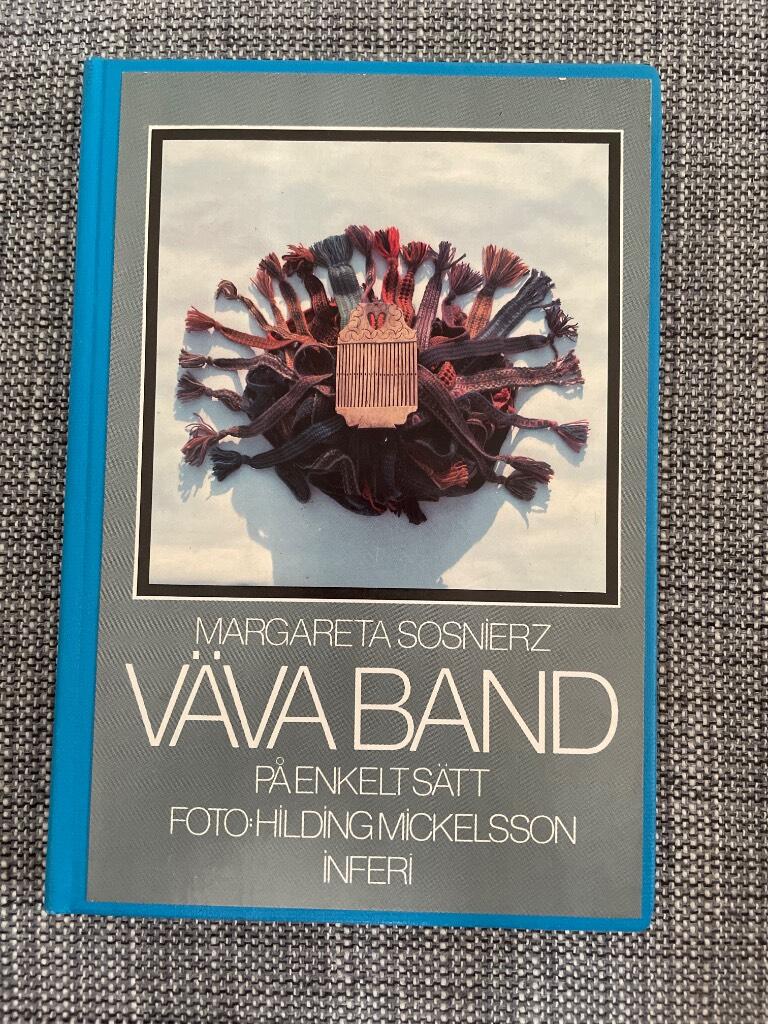 MARGARETA SOSNIERZ
VÄVA BAND
PÅ ENKELT SÄTT
FOTO: HILDING MICKELSSON
INFERI